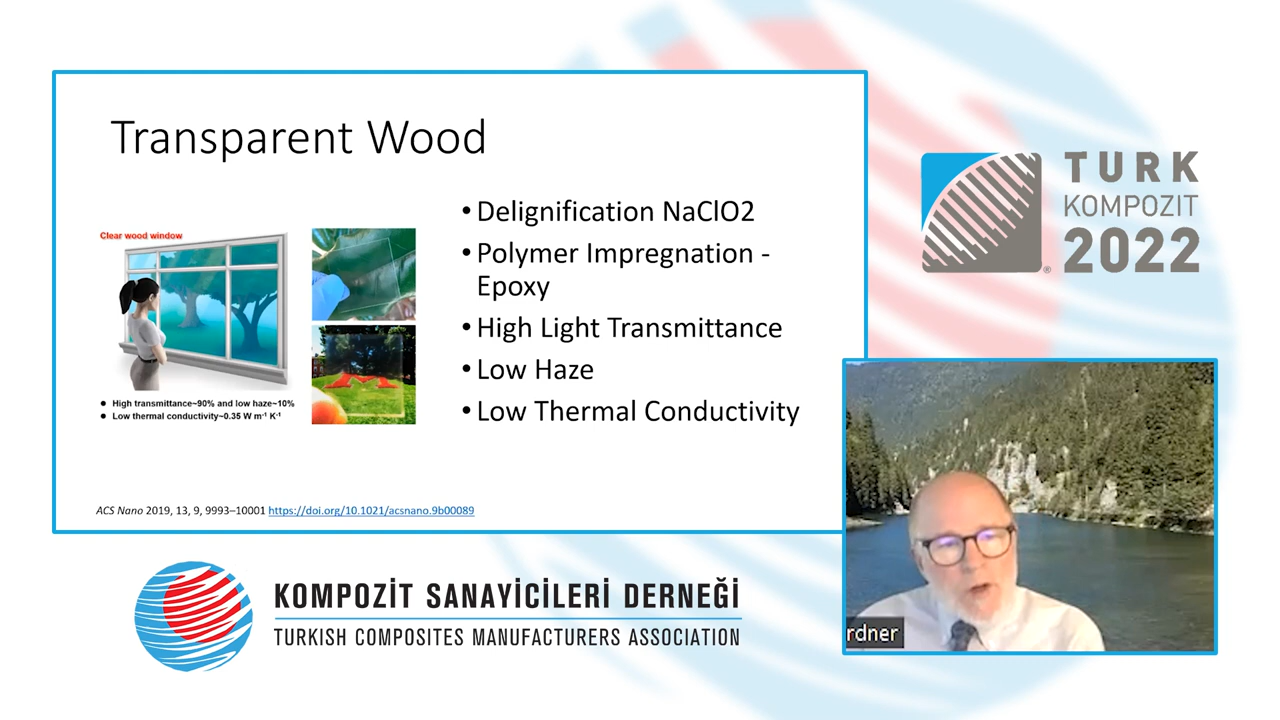 Transparent Wood
Clear wood window
● High transmittance~90% and low haze~10%
● Low thermal conductivity~0.35 W m⁻¹ K⁻¹
• Delignification NaClO2
• Polymer Impregnation -
Epoxy
• High Light Transmittance
• Low Haze
• Low Thermal Conductivity
ACS Nano 2019, 13, 9, 9993–10001 https://doi.org/10.1021/acsnano.9b00089
TURK
KOMPOZIT
2022
®
rdner
KOMPOZİT SANAYİCİLERİ DERNEĞİ
TURKISH COMPOSITES MANUFACTURERS ASSOCIATION